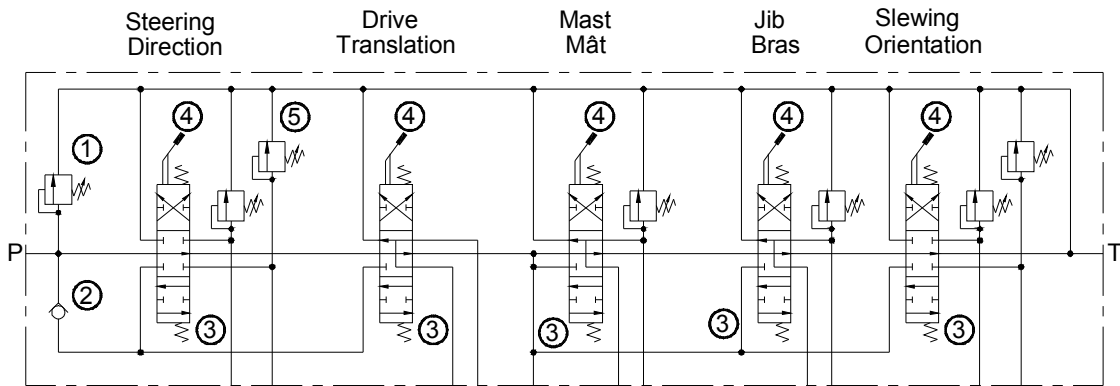 Steering
Direction
Drive
Translation
Mast
Mât
Jib
Bras
Slewing
Orientation
4
5
4
4
4
4
1
P
T
2
3
3
3
3
3